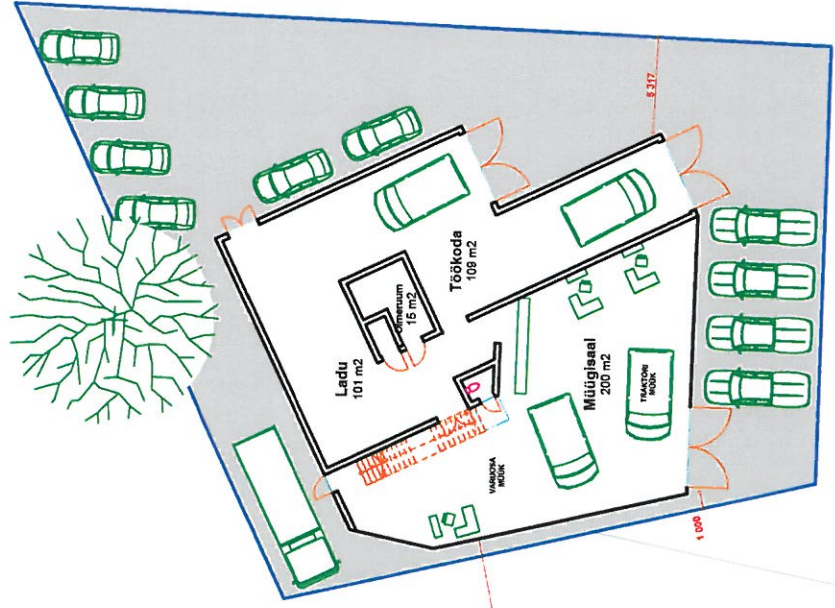 5 317
Töökoda
109 m2
Olmeruum
15 m2
Ladu
101 m2
Müügisaal
200 m2
TRAKTORI
MÜÜK
VARUOSA
MÜÜK
1 000